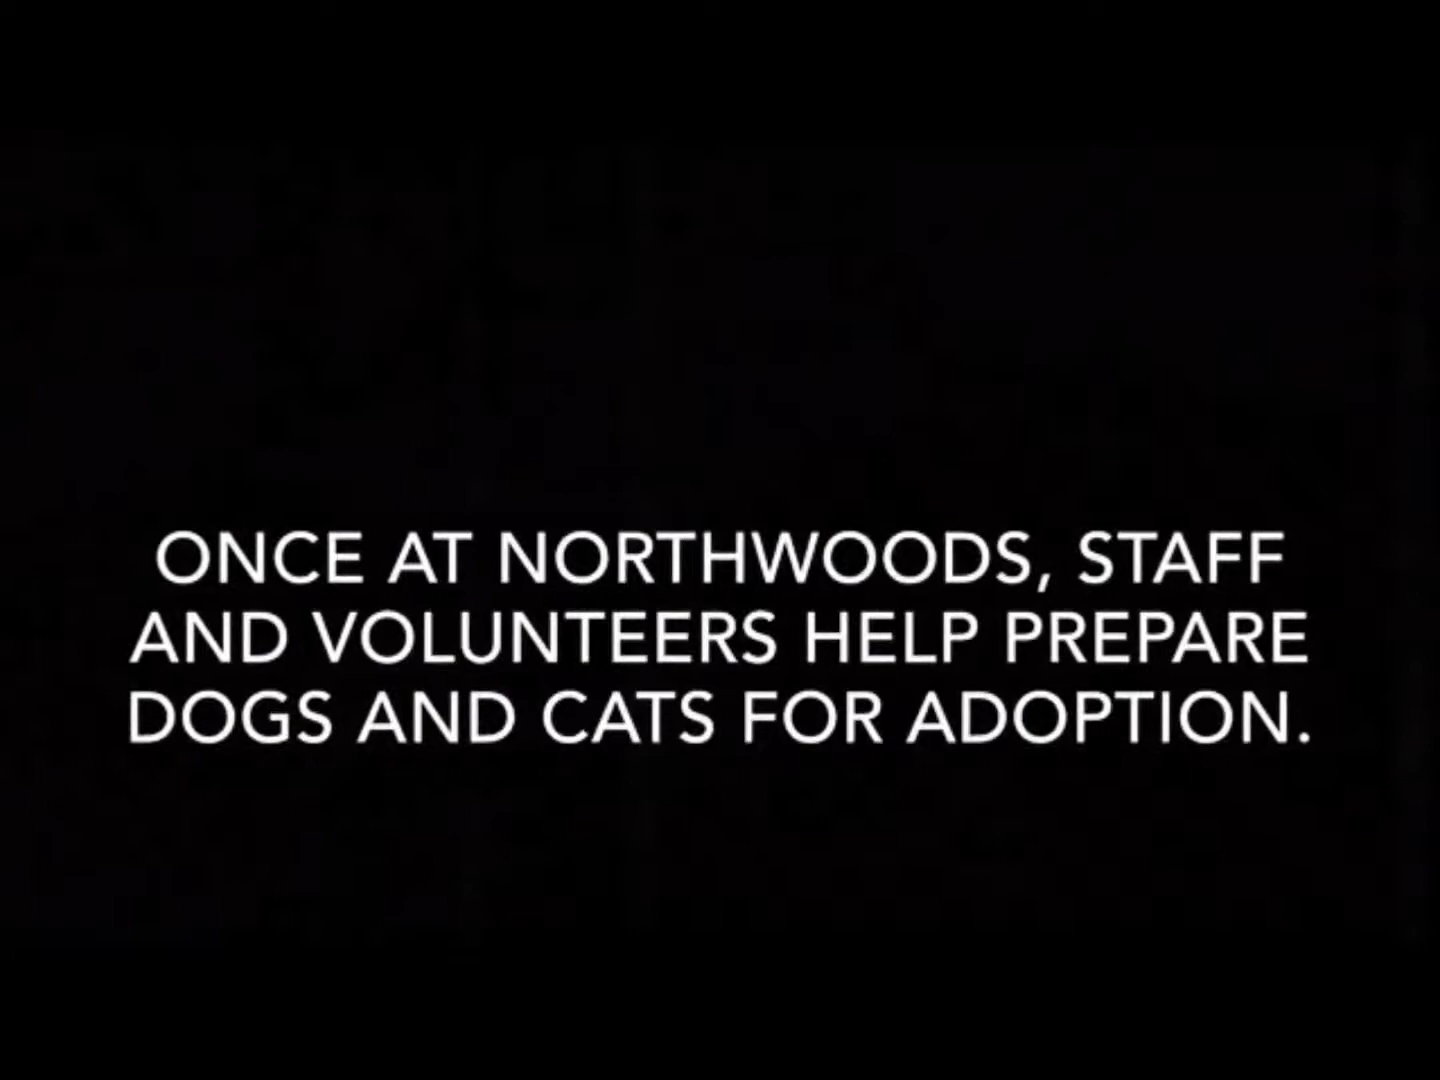 ONCE AT NORTHWOODS, STAFF
AND VOLUNTEERS HELP PREPARE
DOGS AND CATS FOR ADOPTION.